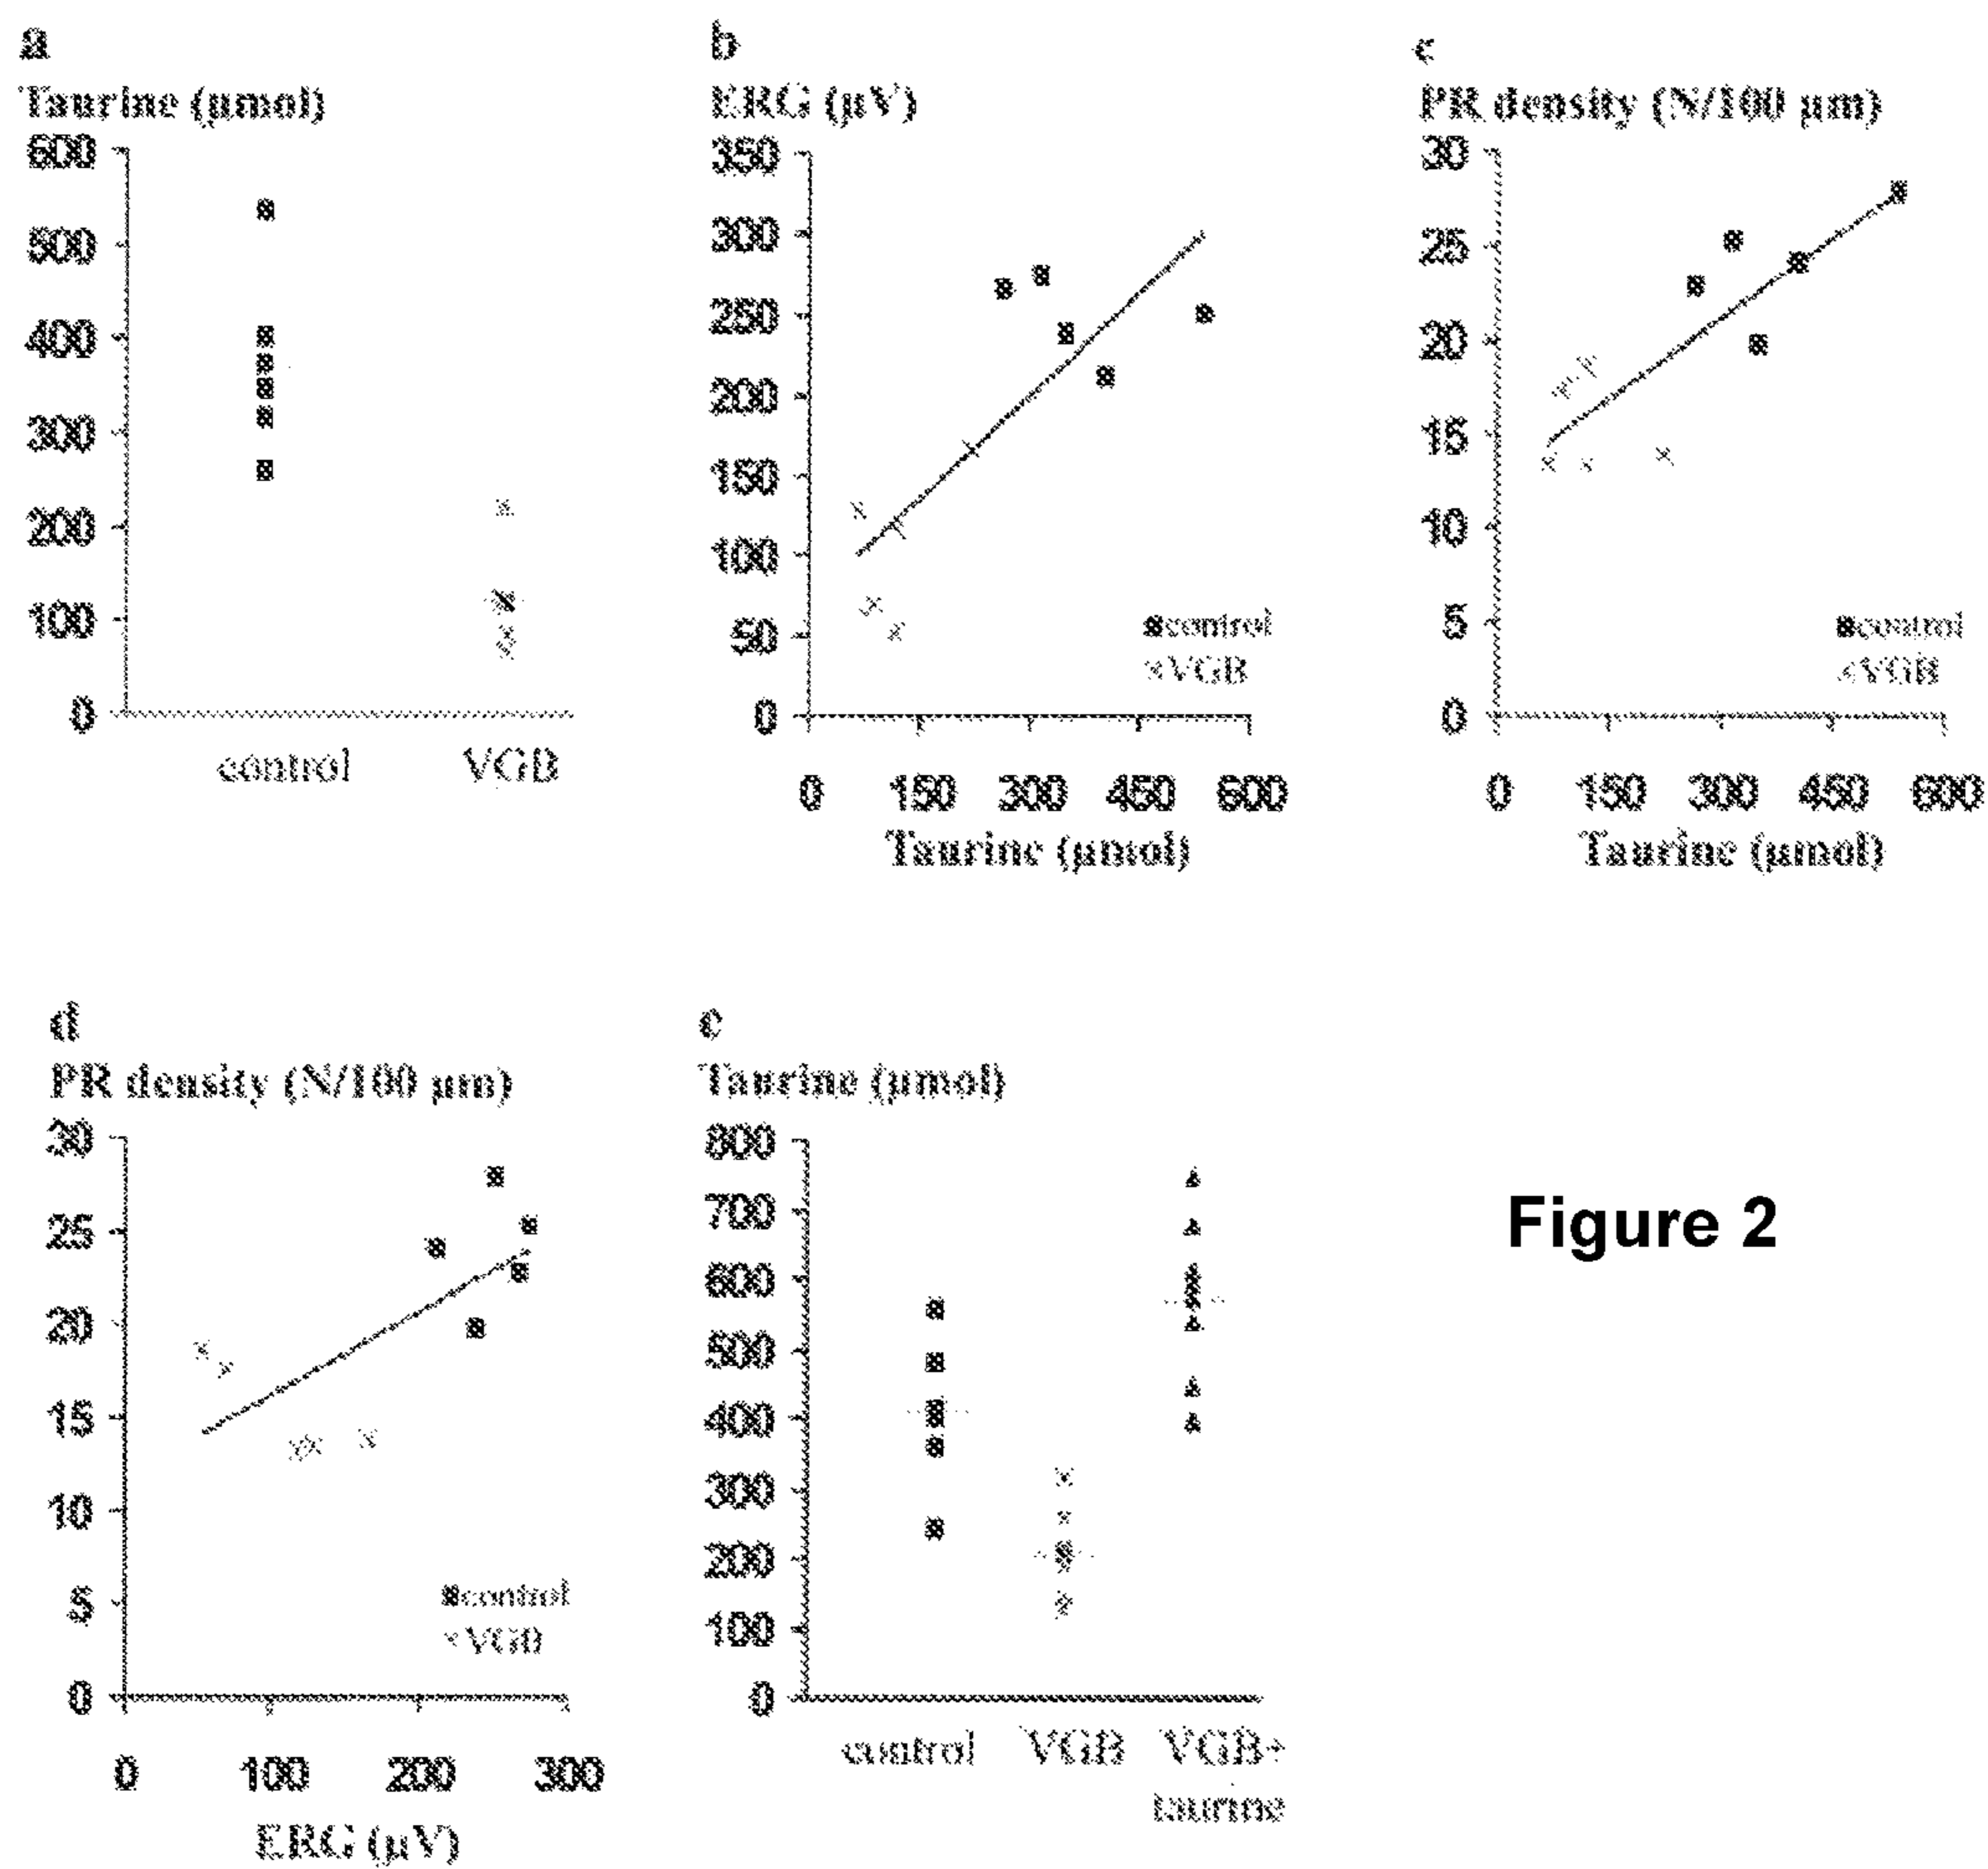 a
Taurine (µmol)
600
500
400
300
200
100
0
control VGB
b
ERG (µV)
350
300
250
200
150
100
50
0
control
VGB
0 150 300 450 600
Taurine (µmol)
c
PR density (N/100 µm)
30
25
20
15
10
5
0
control
VGB
0 150 300 450 600
Taurine (µmol)
d
PR density (N/100 µm)
30
25
20
15
10
5
0
control
VGB
0 100 200 300
ERG (µV)
e
Taurine (µmol)
800
700
600
500
400
300
200
100
0
control VGB VGB+
taurine
Figure 2